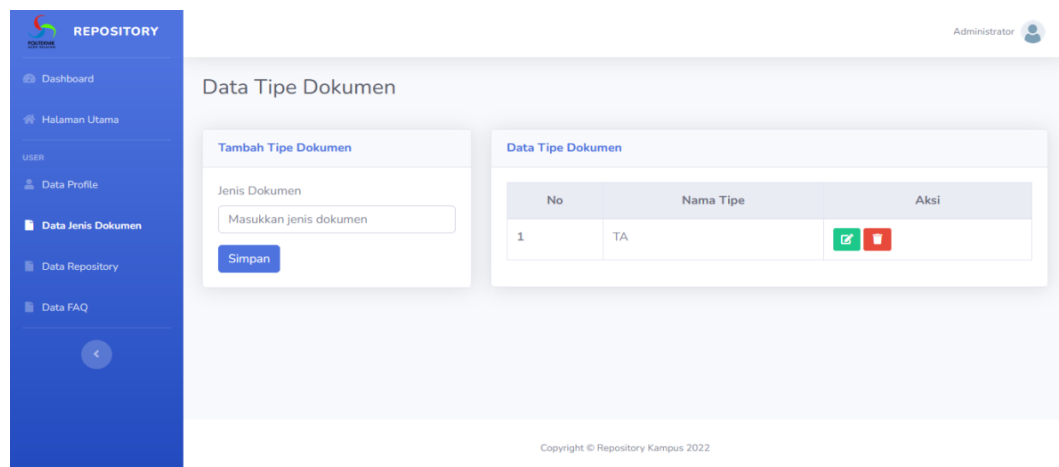 REPOSITORY
POLITEKNIK
Administrator
Dashboard
Halaman Utama
USER
Data Profile
Data Jenis Dokumen
Data Repository
Data FAQ
Data Tipe Dokumen
Tambah Tipe Dokumen
Jenis Dokumen
Masukkan jenis dokumen
Simpan
Data Tipe Dokumen
No Nama Tipe Aksi
1 TA
Copyright © Repository Kampus 2022